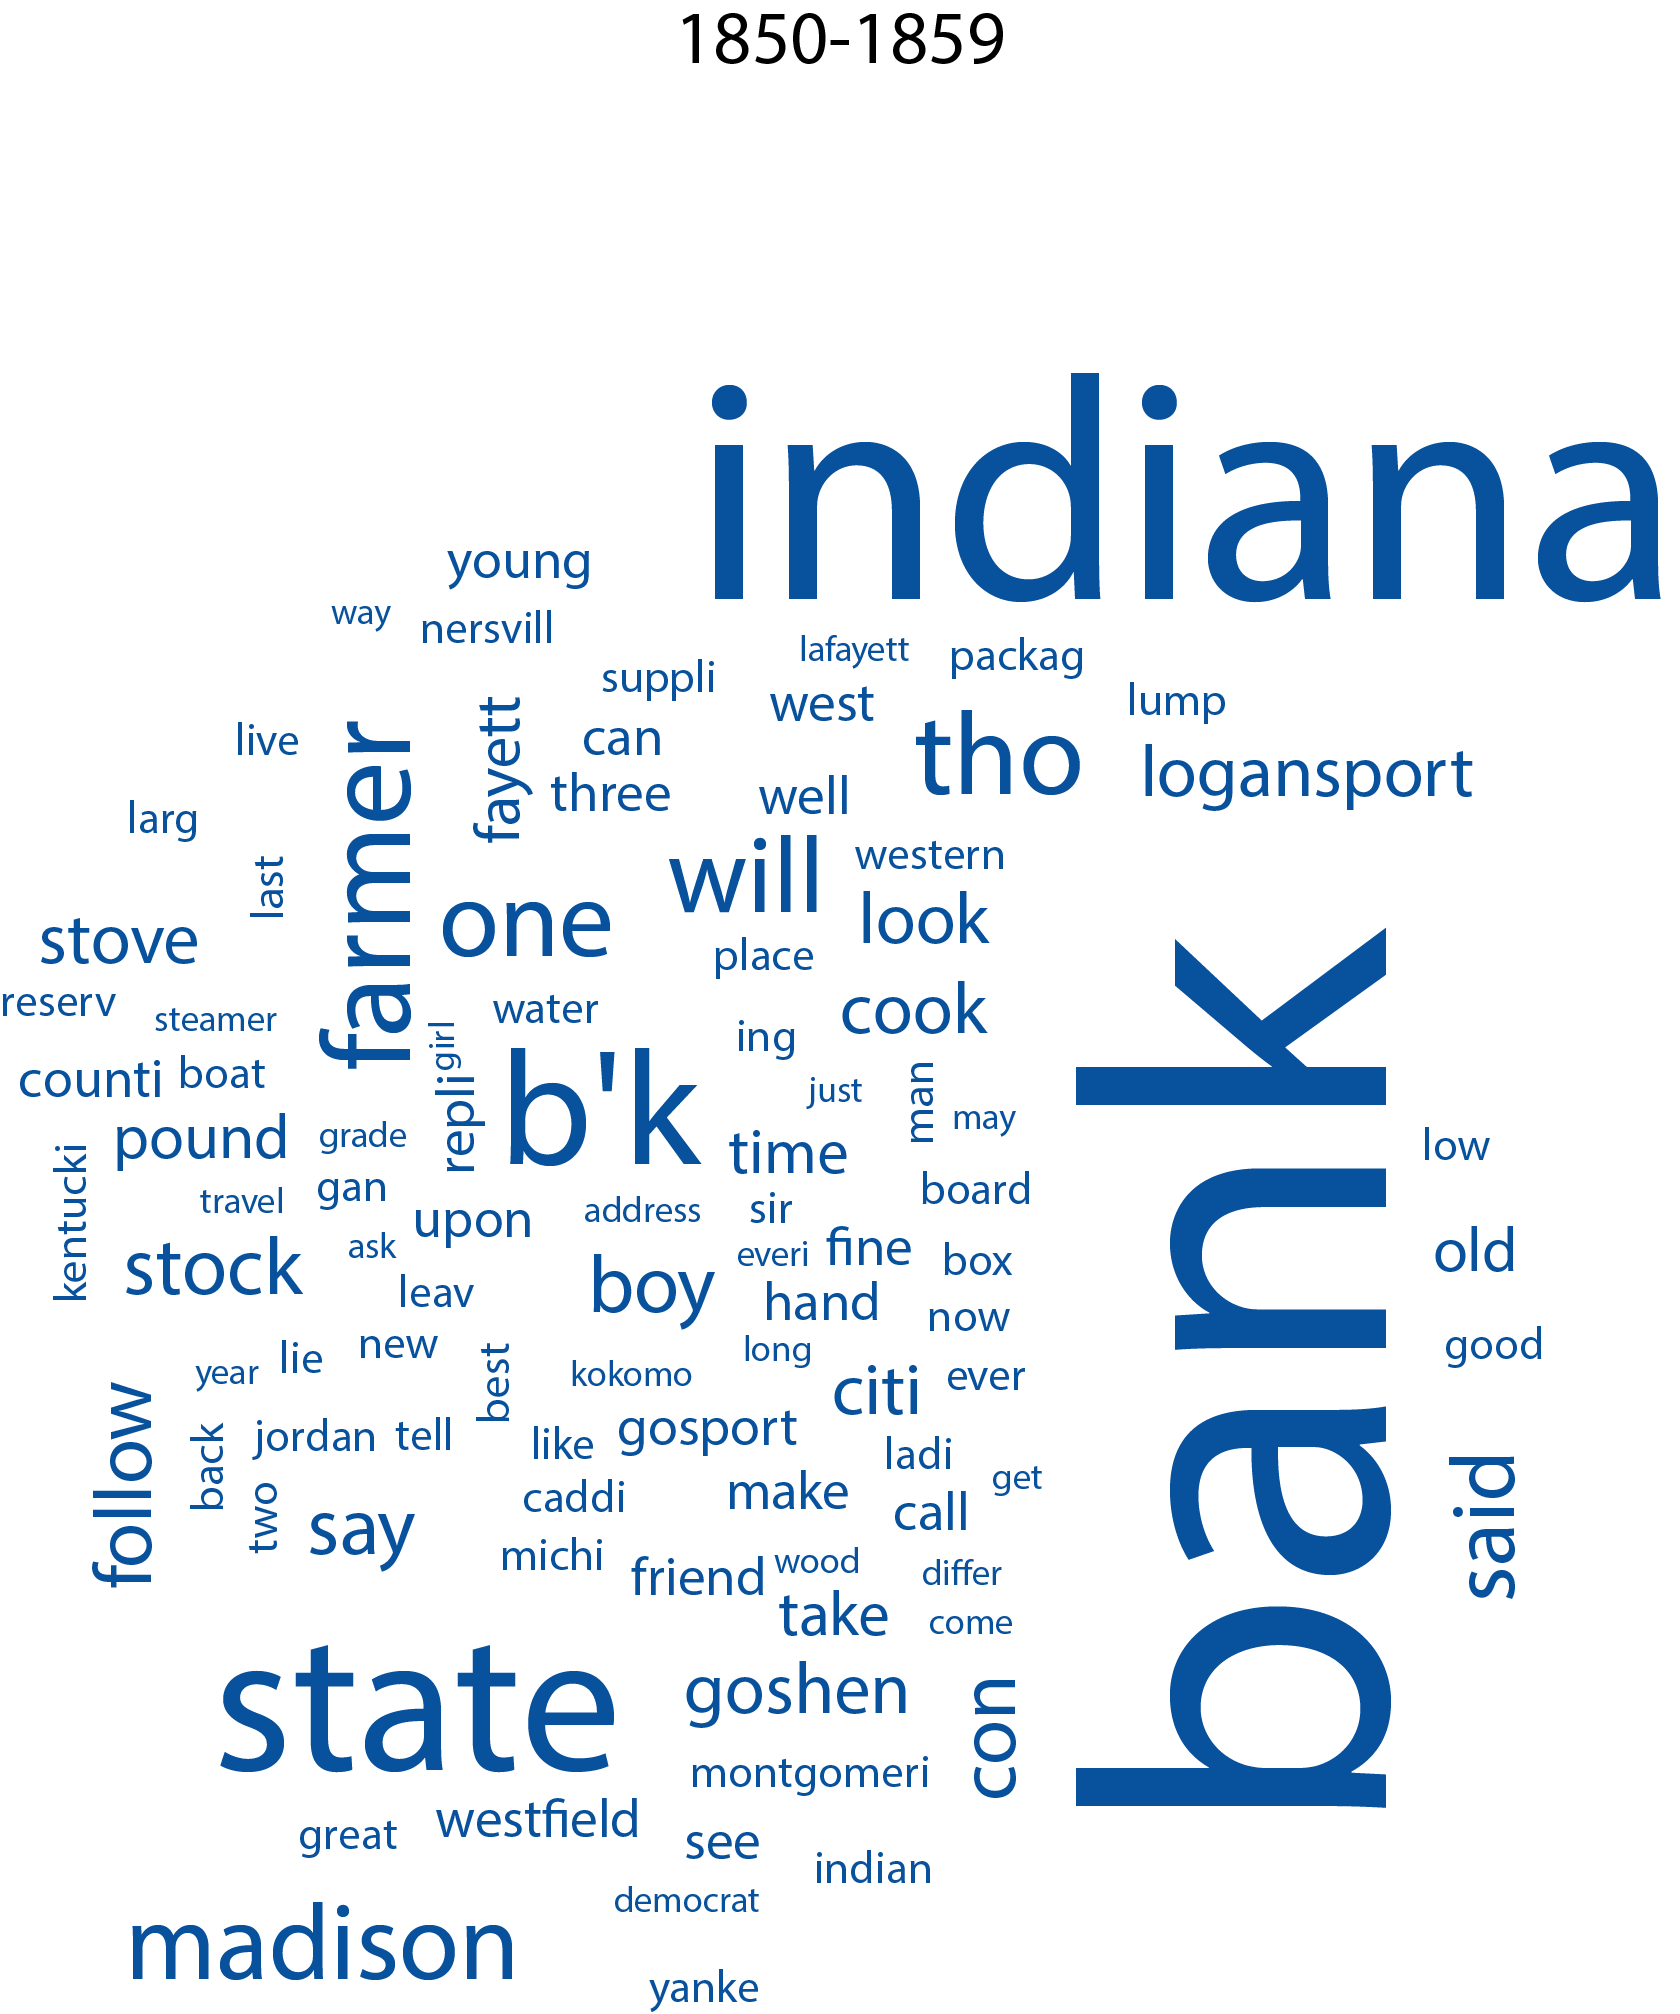 1850-1859
indiana
young
way
nersvill
lafayett
packag
suppli
west
lump
live
farmer
fayett
can
tho
logansport
three
well
larg
last
will
western
stove
one
look
place
reserv
steamer
water
cook
ing
girl
counti
boat
repli
b'k
just
man
may
bank
pound
grade
time
low
kentucki
travel
gan
upon
address
sir
board
stock
ask
everi
fine
box
old
leav
boy
hand
now
lie
new
best
long
good
year
kokomo
citi
ever
follow
back
jordan
tell
like
gosport
ladi
get
two
say
caddi
make
call
said
michi
friend
wood
differ
take
come
state
goshen
con
montgomeri
great
westfield
see
indian
democrat
madison
yanke